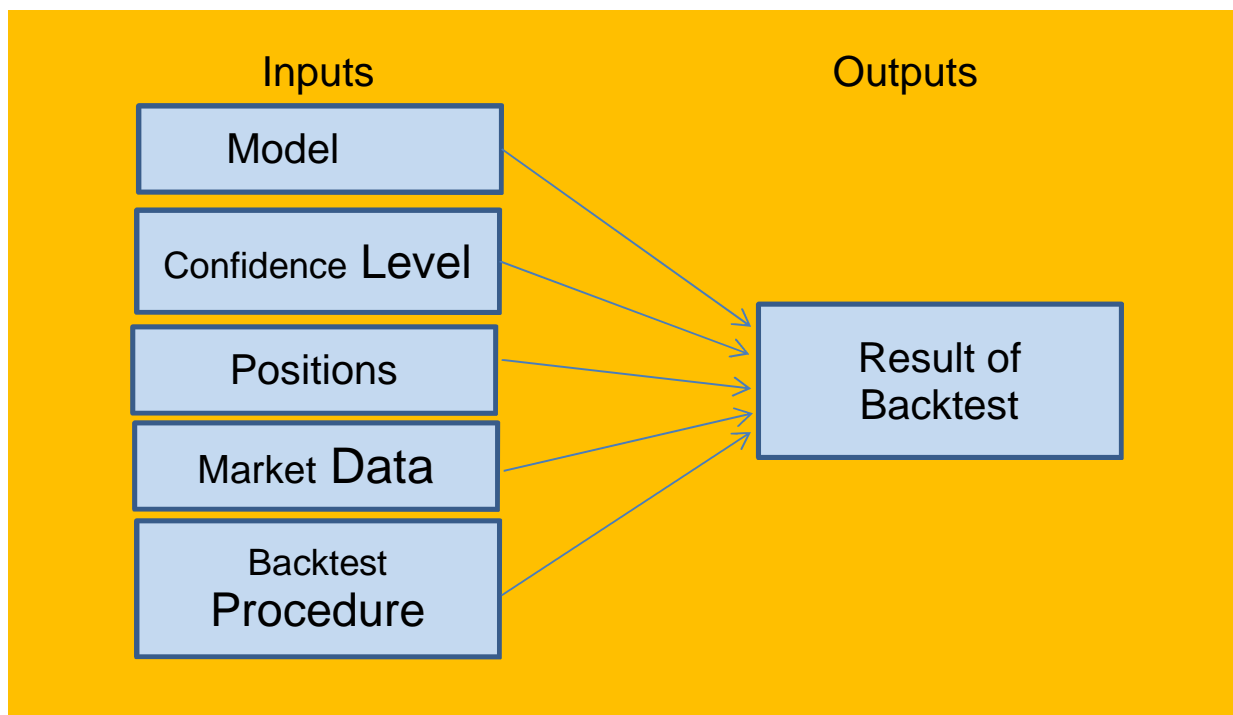 Inputs
Outputs
Model
Confidence Level
Positions
Market Data
Backtest
Procedure
Result of
Backtest